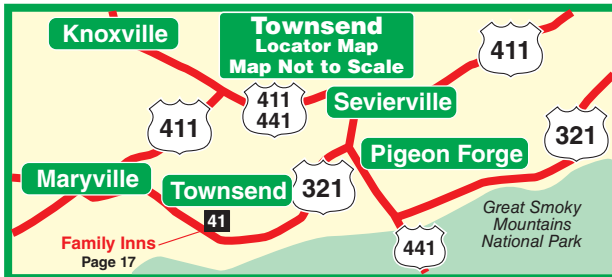 Knoxville
Townsend
Locator Map
Map Not to Scale
411
411
441
Sevierville
411
321
Pigeon Forge
Maryville
Townsend
321
41
Family Inns
Page 17
441
Great Smoky
Mountains
National Park